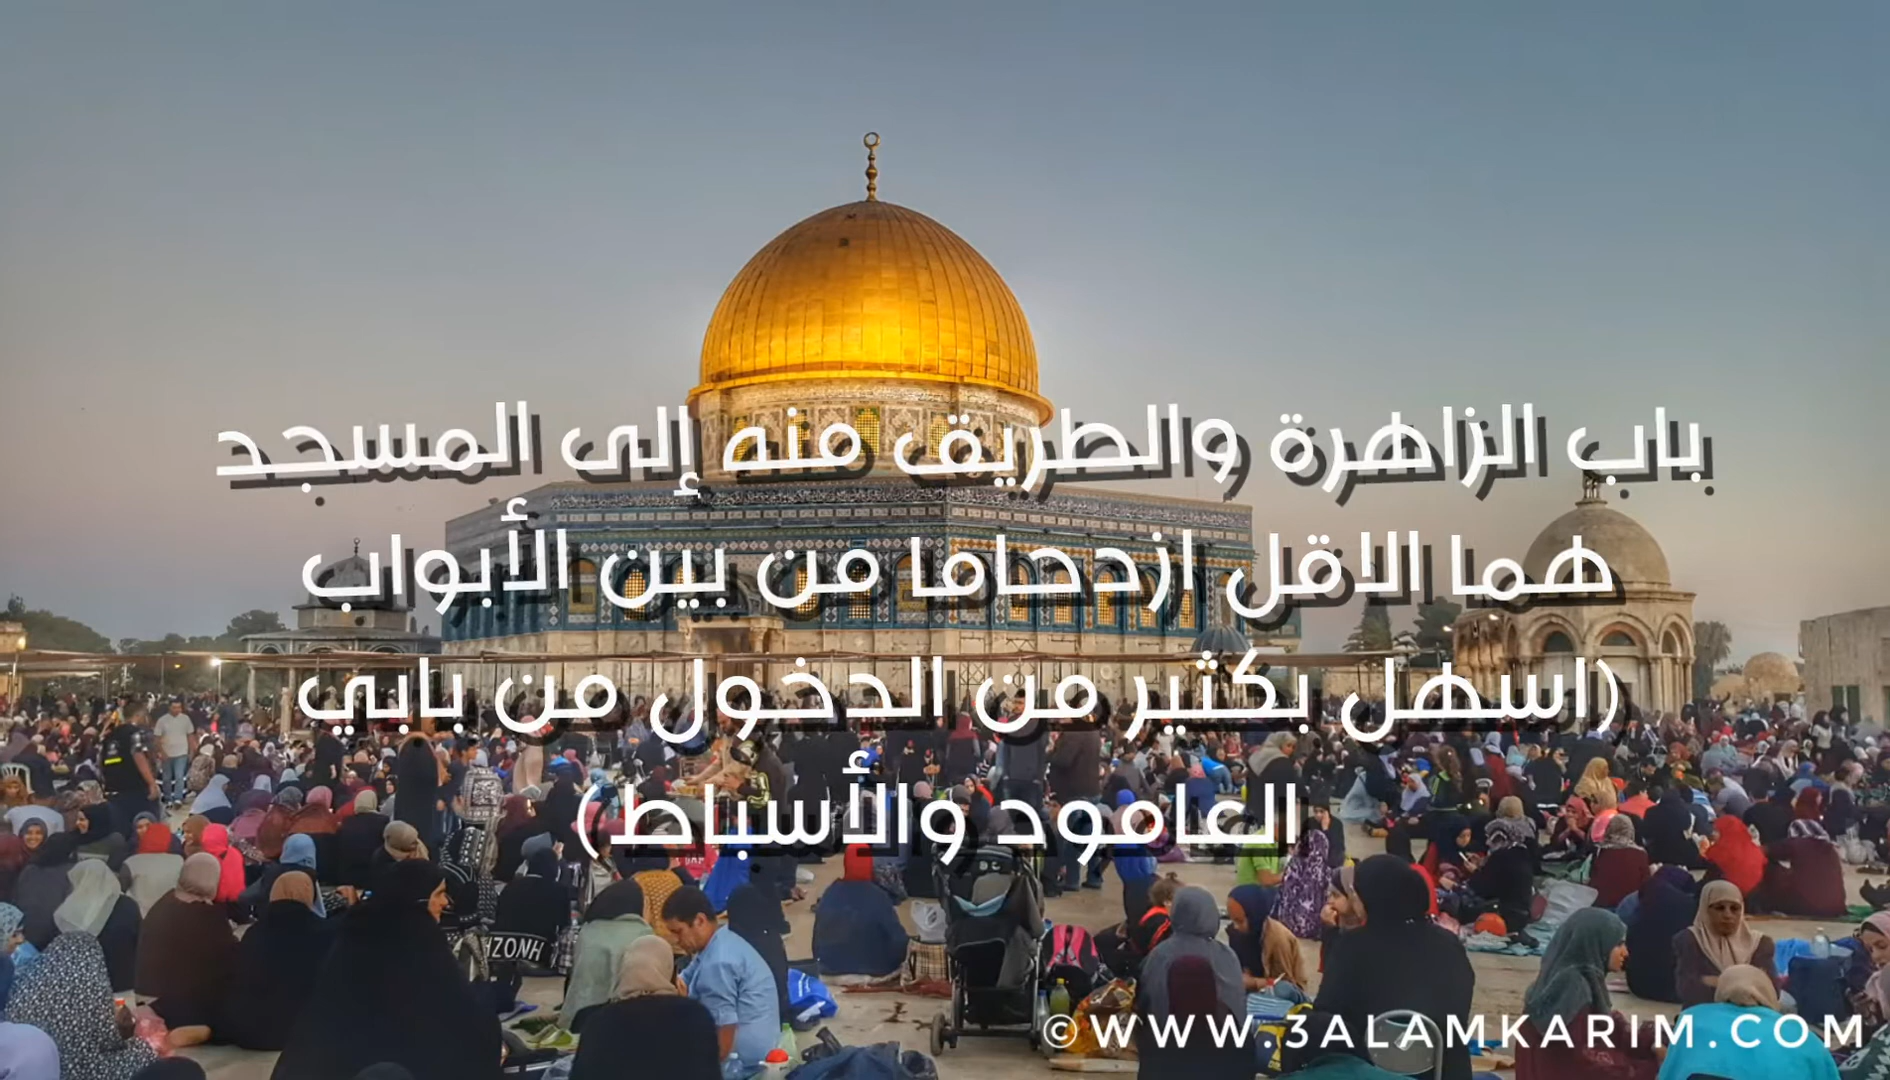 باب الزاهرة والطريق منه إلى المسجد
هما الاقل ازدحاما من بين الأبواب
(اسهل بكثير من الدخول من بابي
العامود والأسباط)
HZONH
©WWW.3ALAMKARIM.COM